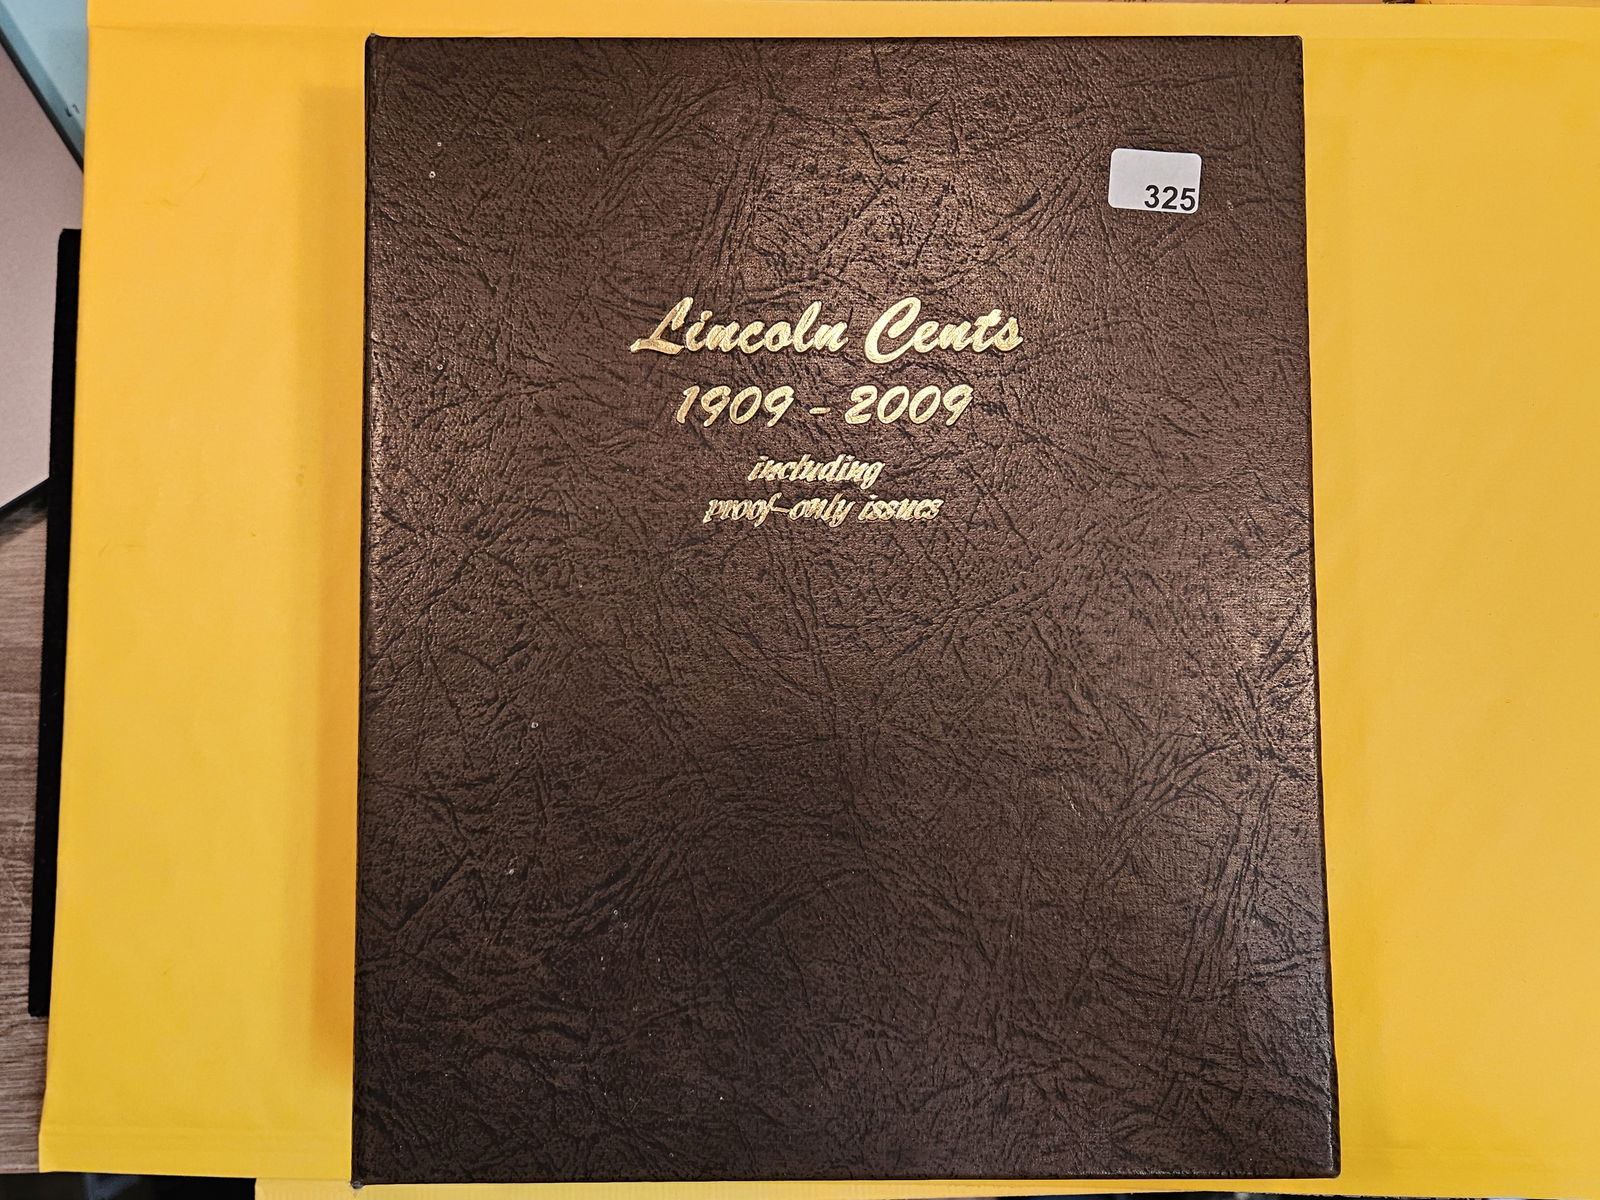 325
Lincoln Cents
1909 - 2009
including
proof-only issues